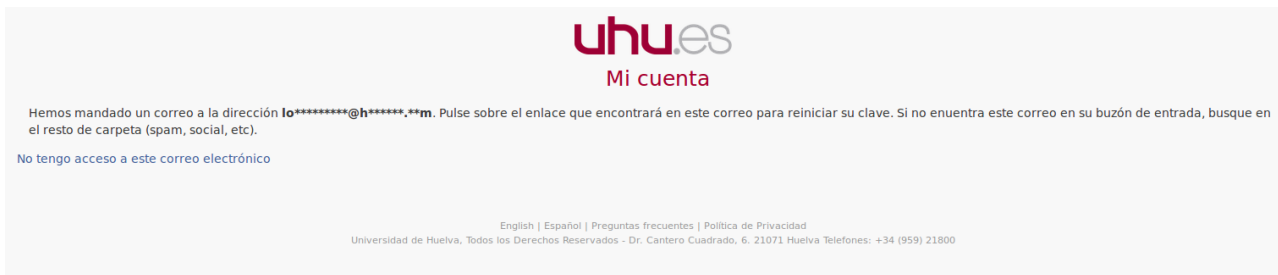 uhu.es
Mi cuenta
Hemos mandado un correo a la dirección lo*********@h******.**m. Pulse sobre el enlace que encontrará en este correo para reiniciar su clave. Si no enuentra este correo en su buzón de entrada, busque en
el resto de carpeta (spam, social, etc).
No tengo acceso a este correo electrónico
English | Español | Preguntas frecuentes | Política de Privacidad
Universidad de Huelva, Todos los Derechos Reservados - Dr. Cantero Cuadrado, 6. 21071 Huelva Telefones: +34 (959) 21800